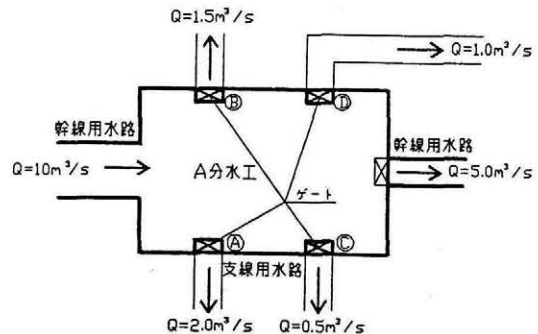 Q=1.5m³/s
Q=1.0m³/s
Ⓑ
Ⓓ
幹線用水路
幹線用水路
A分水工
Q=10m³/s
Q=5.0m³/s
ゲート
Ⓐ
Ⓒ
支線用水路
Q=2.0m³/s
Q=0.5m³/s